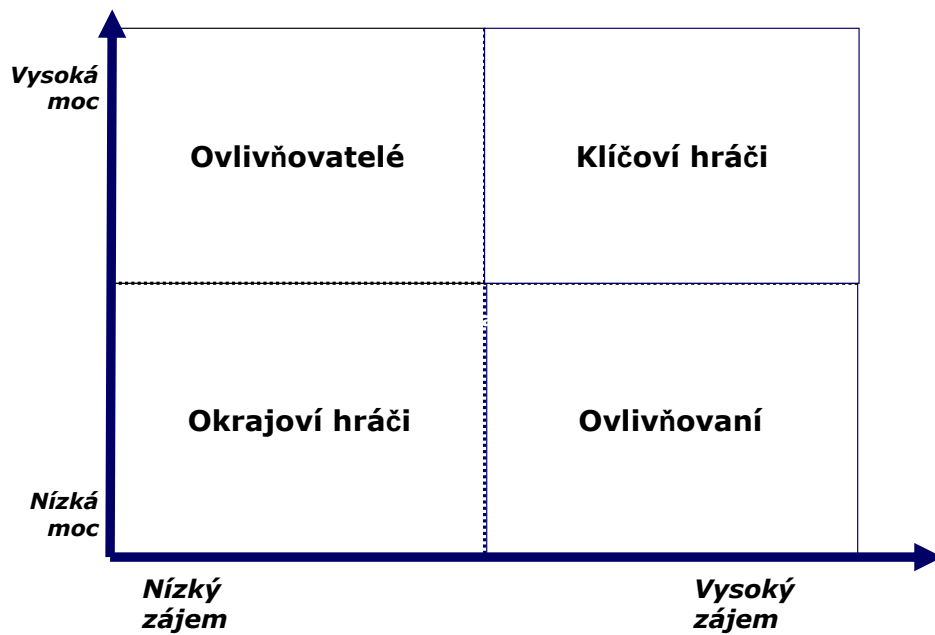 Vysoká
moc
Ovlivňovatelé
Klíčoví hráči
Okrajoví hráči
Ovlivňovaní
Nízká
moc
Nízký
zájem
Vysoký
zájem